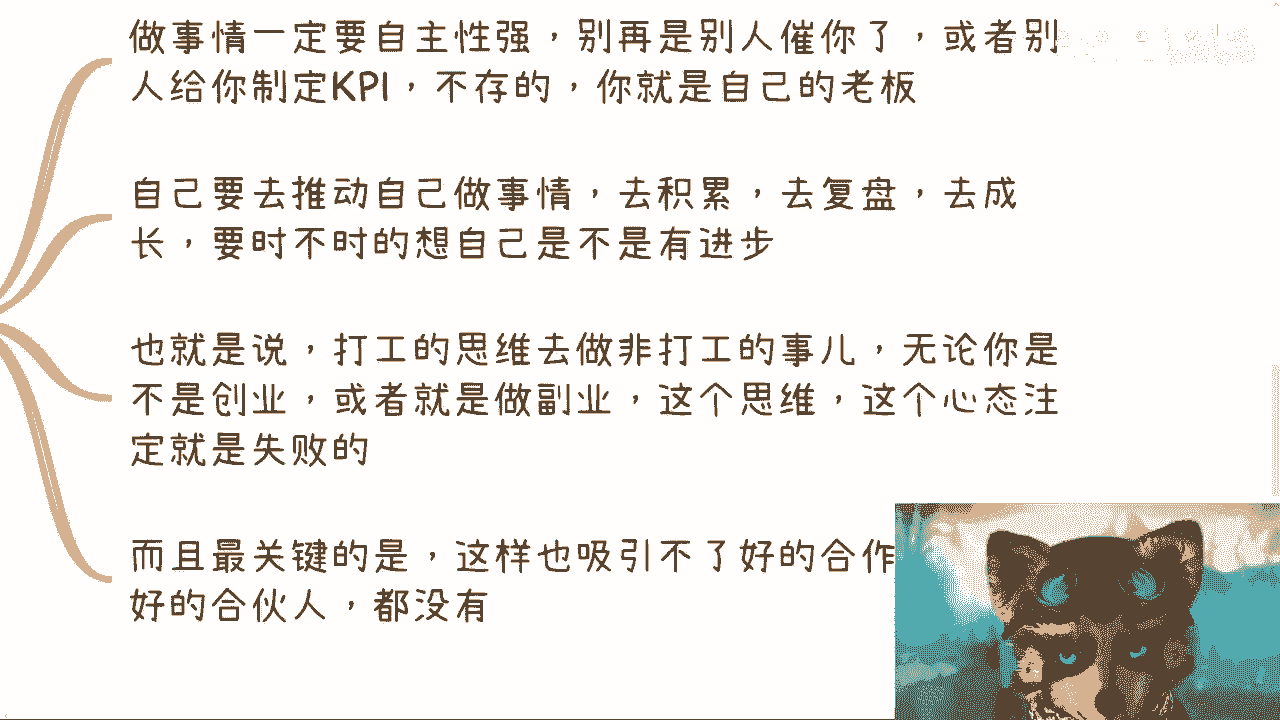 做事情一定要自主性强，别再是别人催你了，或者别
人给你制定KPI，不存的，你就是自己的老板
自己要去推动自己做事情，去积累，去复盘，去成
长，要时不时的想自己是不是有进步
也就是说，打工的思维去做非打工的事儿，无论你是
不是创业，或者就是做副业，这个思维，这个心态注
定就是失败的
而且最关键的是，这样也吸引不了好的合作
好的合伙人，都没有